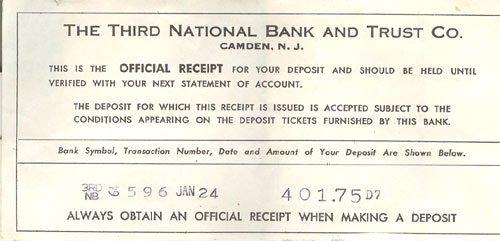 THE THIRD NATIONAL BANK AND TRUST CO.
CAMDEN, N. J.
THIS IS THE OFFICIAL RECEIPT FOR YOUR DEPOSIT AND SHOULD BE HELD UNTIL
VERIFIED WITH YOUR NEXT STATEMENT OF ACCOUNT.
THE DEPOSIT FOR WHICH THIS RECEIPT IS ISSUED IS ACCEPTED SUBJECT TO THE
CONDITIONS APPEARING ON THE DEPOSIT TICKETS FURNISHED BY THIS BANK.
Bank Symbol, Transaction Number, Date and Amount of Your Deposit Are Shown Below.
3RD NB 596 JAN 24 401.75 D7
ALWAYS OBTAIN AN OFFICIAL RECEIPT WHEN MAKING A DEPOSIT